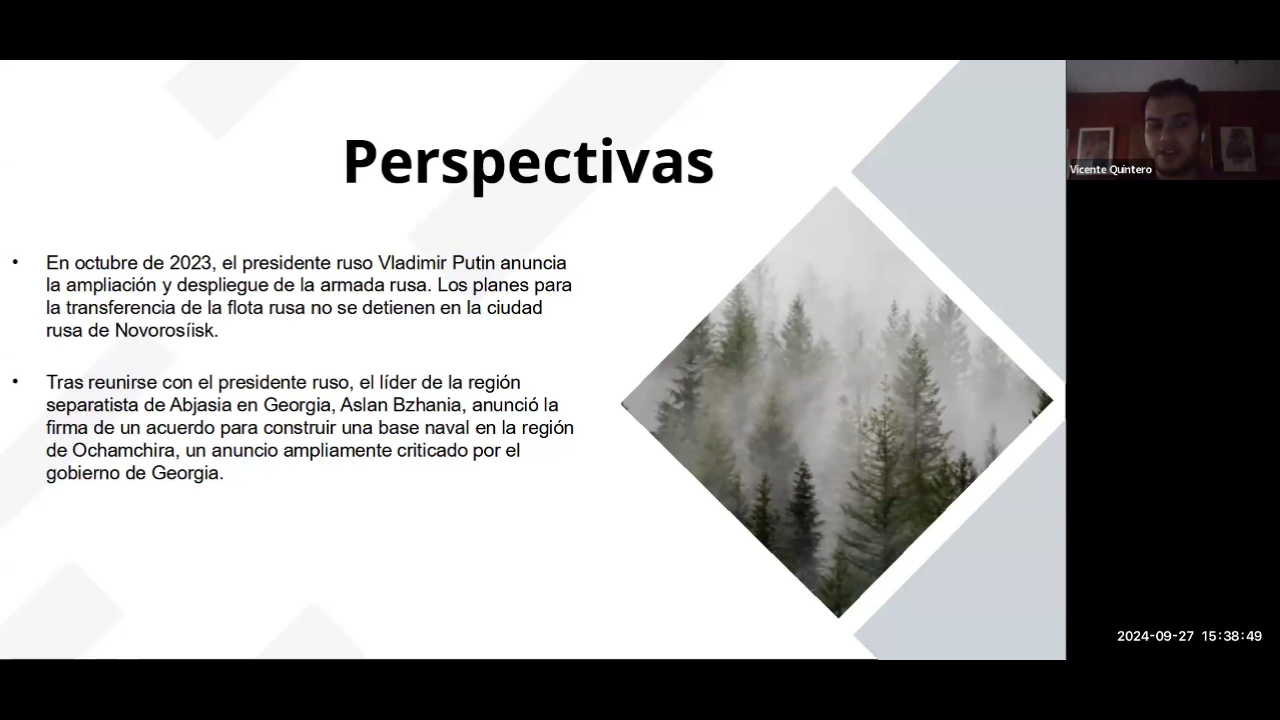 Perspectivas
• En octubre de 2023, el presidente ruso Vladimir Putin anuncia
la ampliación y despliegue de la armada rusa. Los planes para
la transferencia de la flota rusa no se detienen en la ciudad
rusa de Novorosíisk.
• Tras reunirse con el presidente ruso, el líder de la región
separatista de Abjasia en Georgia, Aslan Bzhania, anunció la
firma de un acuerdo para construir una base naval en la región
de Ochamchira, un anuncio ampliamente criticado por el
gobierno de Georgia.
Vicente Quintero
2024-09-27 15:38:49